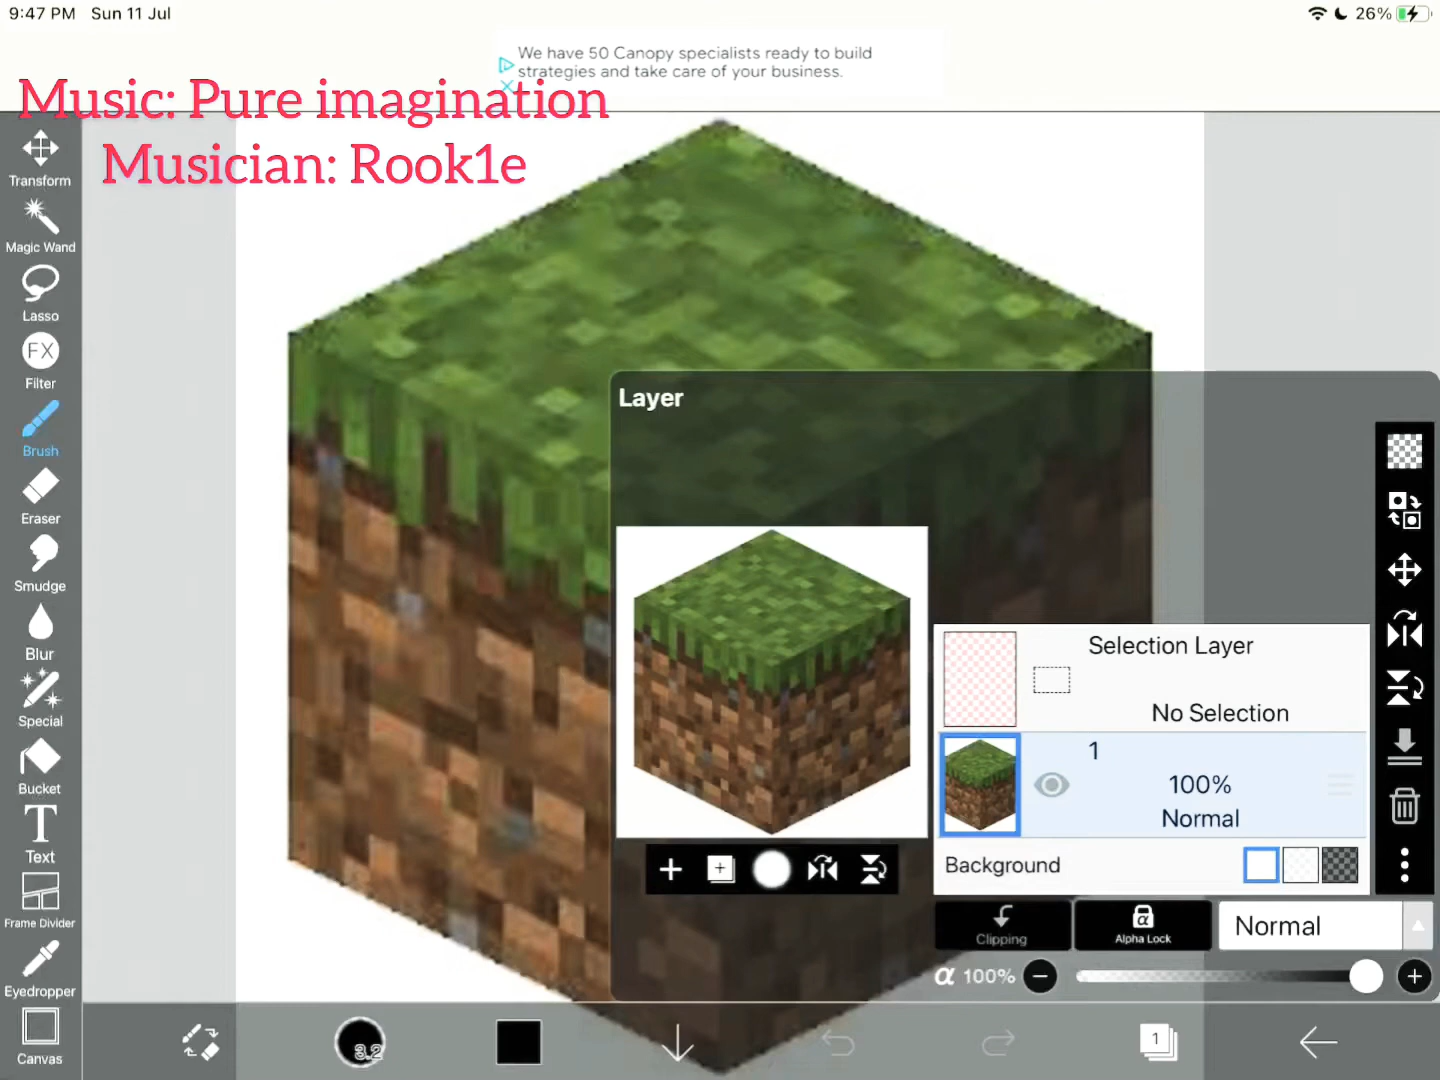 9:47 PM Sun 11 Jul
26%
We have 50 Canopy specialists ready to build
strategies and take care of your business.
Music: Pure imagination
Musician: Rook1e
Transform
Magic Wand
Lasso
FX
Filter
Brush
Eraser
Smudge
Blur
Special
Bucket
T
Text
Frame Divider
Eyedropper
Canvas
Layer
Selection Layer
No Selection
1
100%
Normal
Background
Clipping
α
Alpha Lock
Normal
α 100%
3.2
1